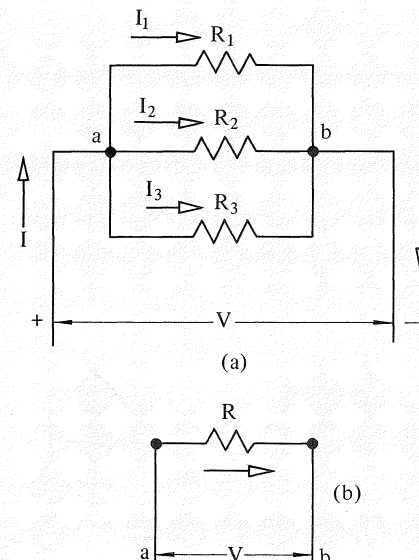 I1
R1
a I2 R2 b
I3 R3
I
+ V –
(a)
R
(b)
a V b